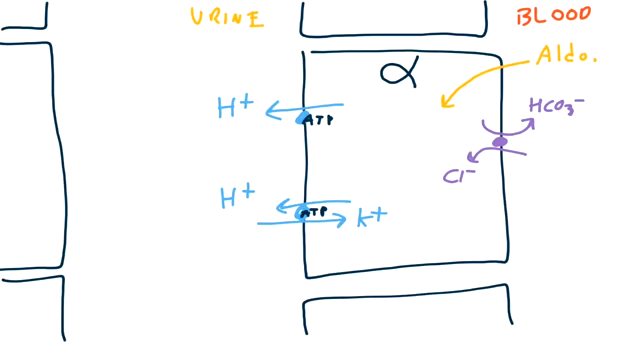 URINE
BLOOD
α
Aldo.
H+
ATP
HCO3-
Cl-
H+
ATP
K+